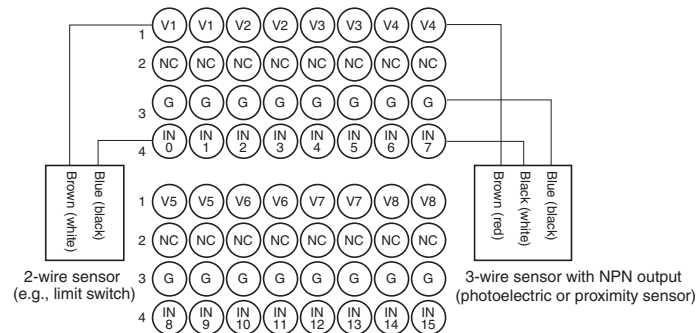 1 V1 V1 V2 V2 V3 V3 V4 V4
2 NC NC NC NC NC NC NC NC
3 G G G G G G G G
4 IN 0 IN 1 IN 2 IN 3 IN 4 IN 5 IN 6 IN 7
Brown (white)
Blue (black)
Brown (red)
Black (white)
Blue (black)
1 V5 V5 V6 V6 V7 V7 V8 V8
2 NC NC NC NC NC NC NC NC
3 G G G G G G G G
4 IN 8 IN 9 IN 10 IN 11 IN 12 IN 13 IN 14 IN 15
2-wire sensor
(e.g., limit switch)
3-wire sensor with NPN output
(photoelectric or proximity sensor)